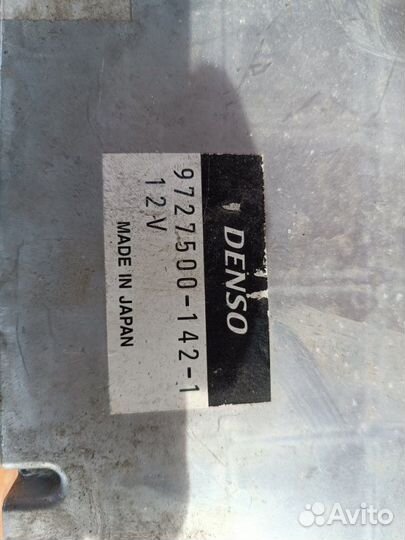 DENSO
9727500-142-1
12V
MADE IN JAPAN
Avito